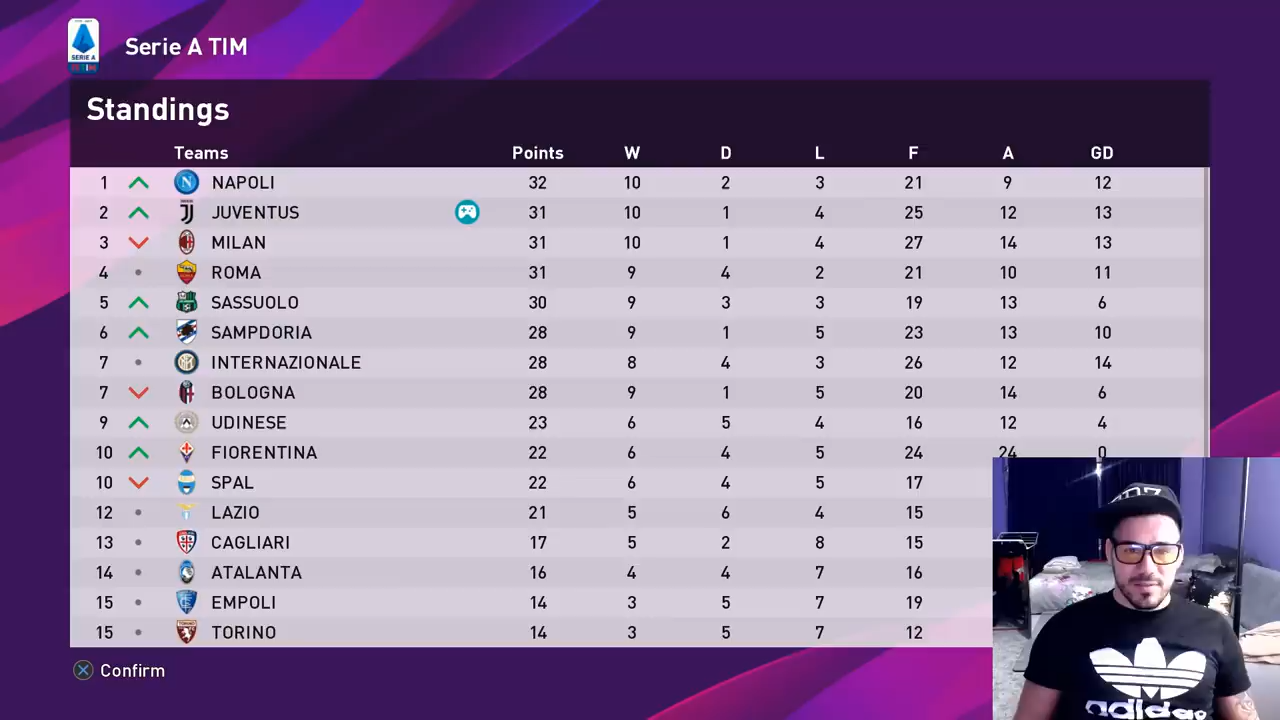 Serie A TIM
SERIE A
TIM
Standings
Teams Points W D L F A GD
1 NAPOLI 32 10 2 3 21 9 12
2 JUVENTUS 31 10 1 4 25 12 13
3 MILAN 31 10 1 4 27 14 13
4 ROMA 31 9 4 2 21 10 11
5 SASSUOLO 30 9 3 3 19 13 6
6 SAMPDORIA 28 9 1 5 23 13 10
7 INTERNAZIONALE 28 8 4 3 26 12 14
7 BOLOGNA 28 9 1 5 20 14 6
9 UDINESE 23 6 5 4 16 12 4
10 FIORENTINA 22 6 4 5 24 24 0
10 SPAL 22 6 4 5 17
12 LAZIO 21 5 6 4 15
13 CAGLIARI 17 5 2 8 15
14 ATALANTA 16 4 4 7 16
15 EMPOLI 14 3 5 7 19
15 TORINO 14 3 5 7 12
Confirm
adidas